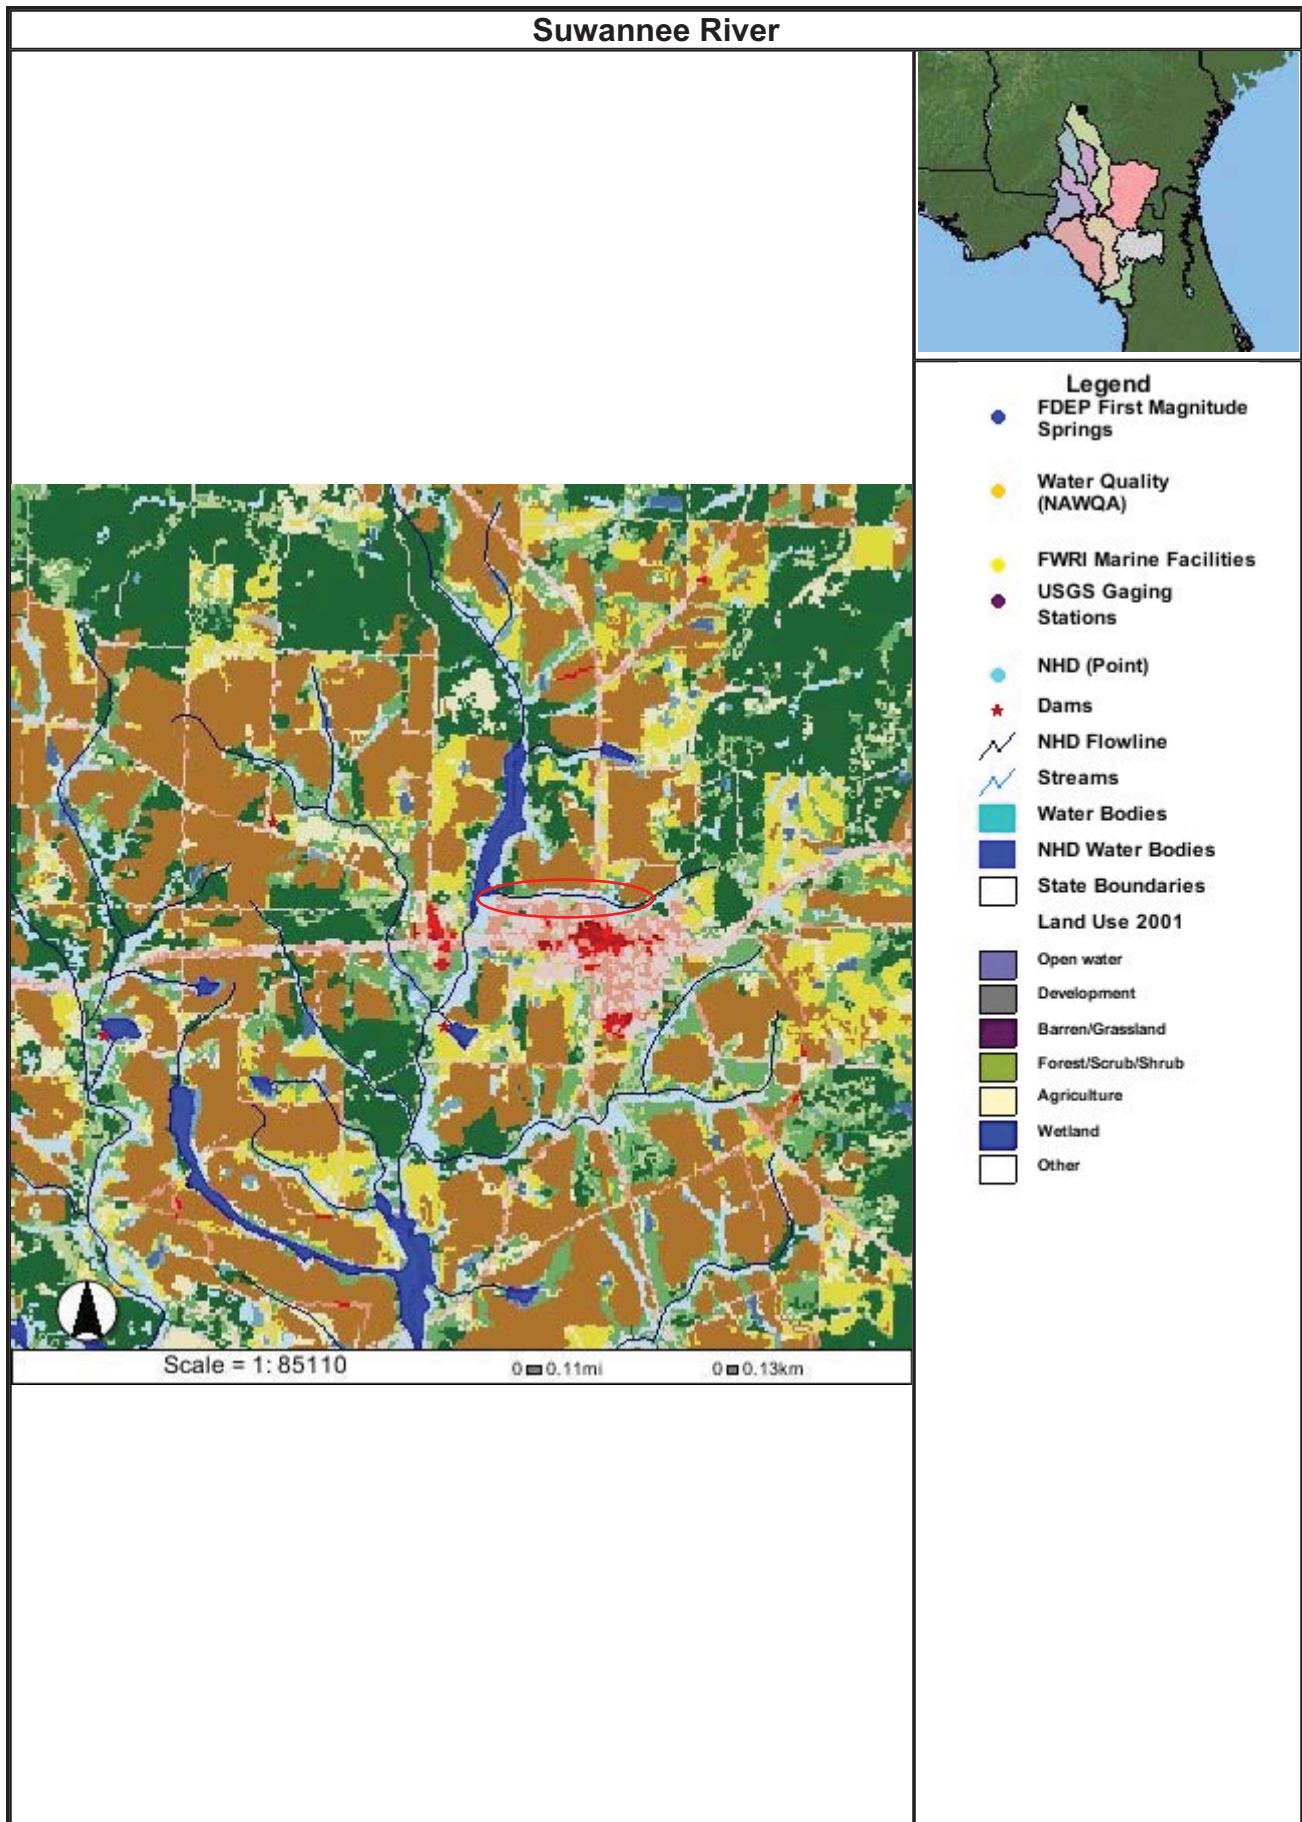 Suwannee River
Legend
FDEP First Magnitude
Springs
Water Quality
(NAWQA)
FWRI Marine Facilities
USGS Gaging
Stations
NHD (Point)
Dams
NHD Flowline
Streams
Water Bodies
NHD Water Bodies
State Boundaries
Land Use 2001
Open water
Development
Barren/Grassland
Forest/Scrub/Shrub
Agriculture
Wetland
Other
Scale = 1: 85110
0 0.11mi
0 0.13km